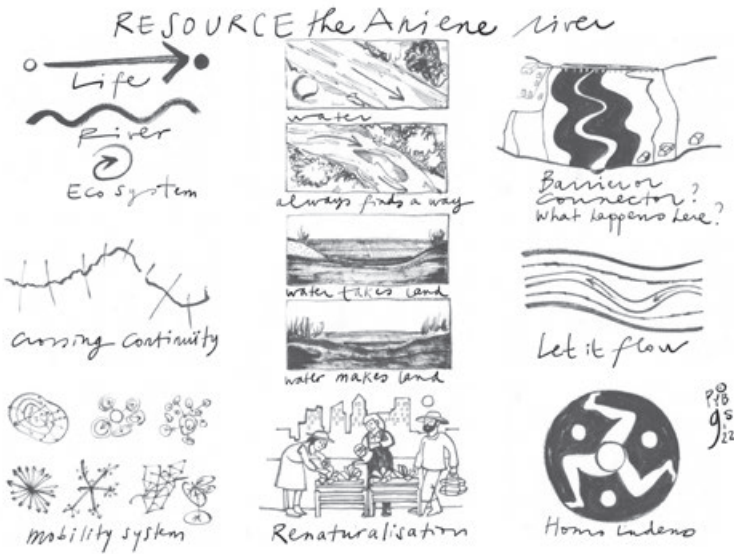 RESOURCE the Aniene river
Life
River
Eco system
water
always finds a way
water takes land
water makes land
Barrier or
connector?
What happens here?
Crossing Continuity
Let it flow
mobility system
Renaturalisation
Homo Ludens